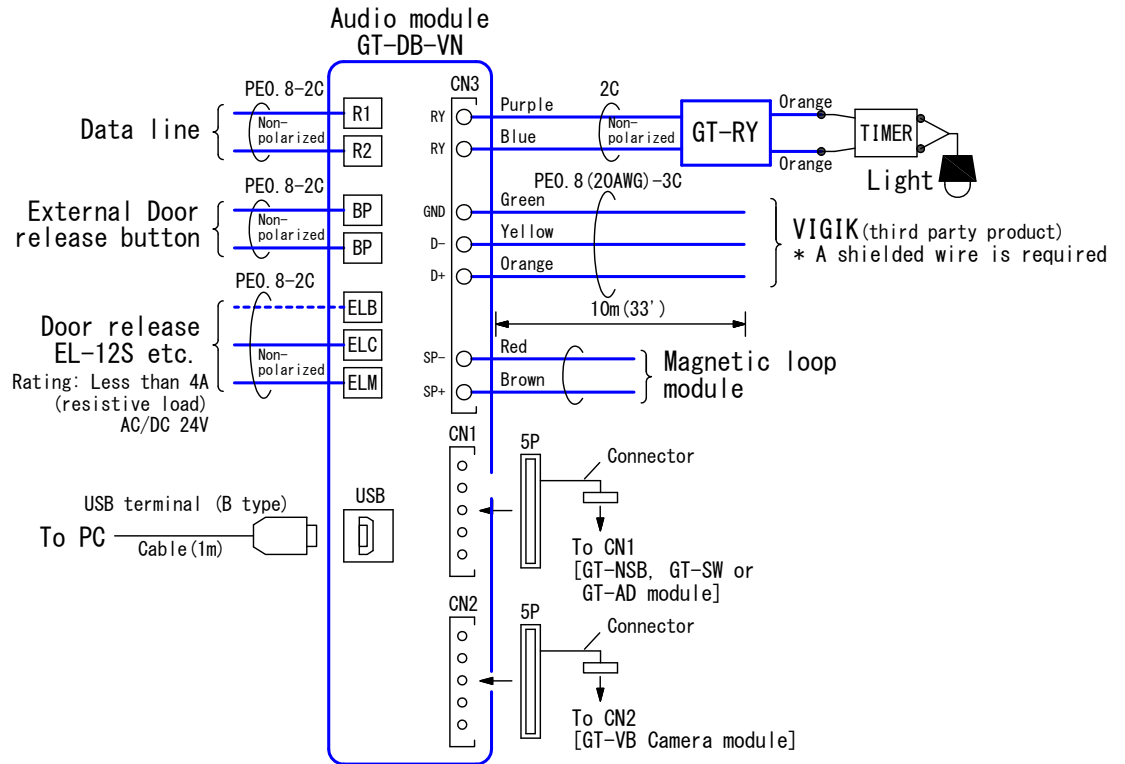 Audio module
GT-DB-VN
PE0.8-2C
Data line
Non-
polarized
R1
R2
PE0.8-2C
External Door
release button
Non-
polarized
BP
BP
PE0.8-2C
Door release
EL-12S etc.
Rating: Less than 4A
(resistive load)
AC/DC 24V
Non-
polarized
ELB
ELC
ELM
USB terminal (B type)
To PC
Cable(1m)
USB
CN3
RY
Purple
RY
Blue
2C
Non-
polarized
GT-RY
Orange
Orange
TIMER
Light
PE0.8(20AWG)-3C
GND
Green
D-
Yellow
D+
Orange
VIGIK(third party product)
* A shielded wire is required
10m(33')
SP-
Red
SP+
Brown
Magnetic loop
module
CN1
5P
Connector
To CN1
[GT-NSB, GT-SW or
GT-AD module]
CN2
5P
Connector
To CN2
[GT-VB Camera module]